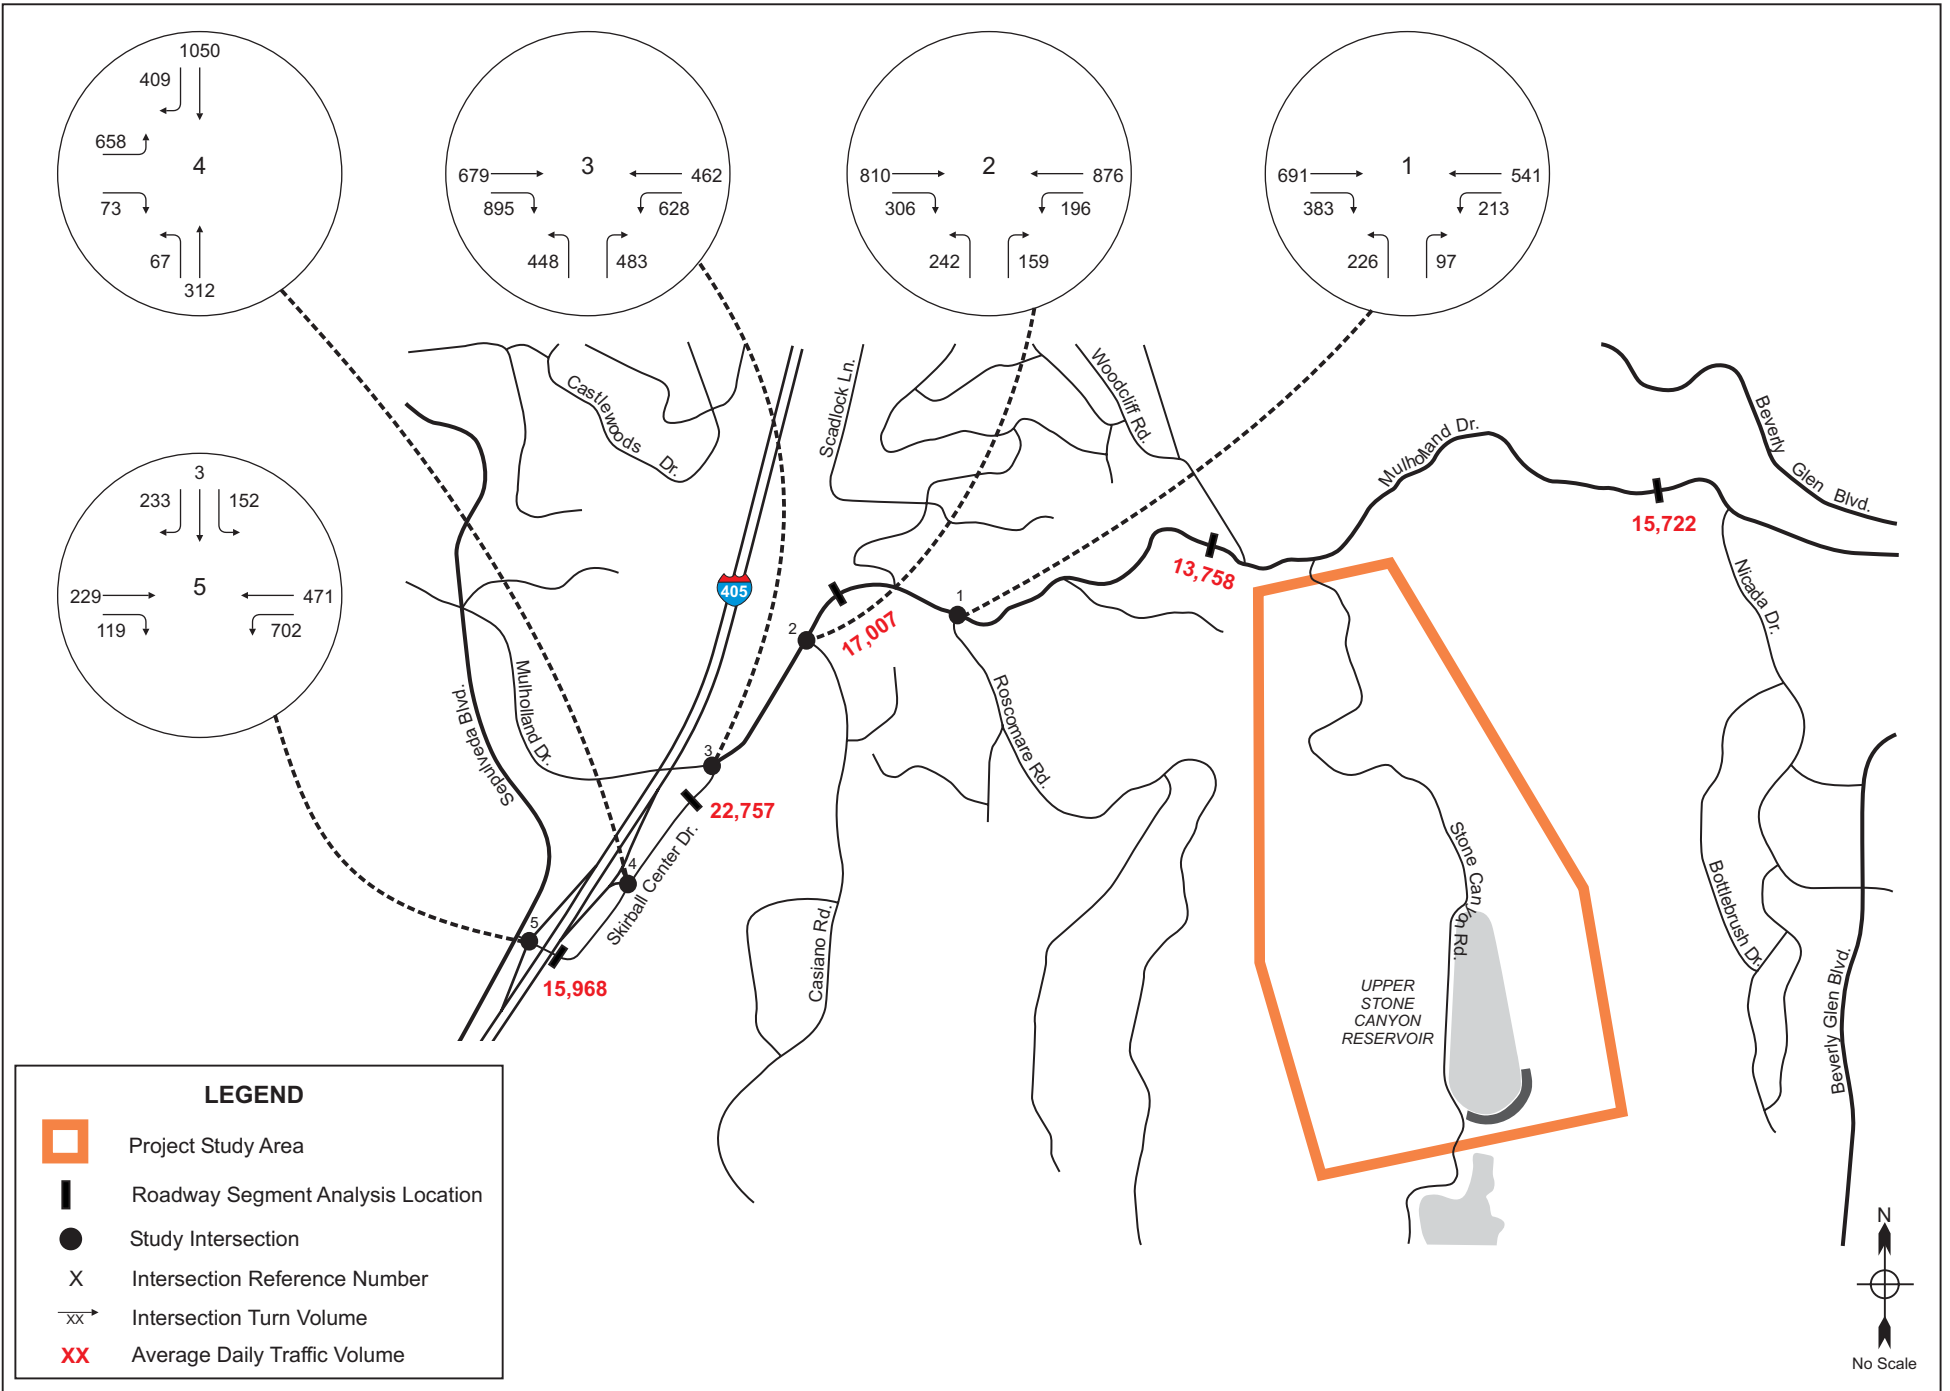 1050
409
658
4
73
67
312
679
3
462
895
628
448
483
810
2
876
306
196
242
159
691
1
541
383
213
226
97
3
233
152
229
5
471
119
702
Castlewoods Dr.
Scadlock Ln.
Woodcliff Rd.
Mulholland Dr.
Beverly Glen Blvd.
15,722
13,758
405
17,007
1
2
Nicada Dr.
Mulholland Dr.
Sepulveda Blvd.
Roscomare Rd.
3
22,757
4
Skirball Center Dr.
5
15,968
Casiano Rd.
Stone Canyon Rd.
Bottlebrush Dr.
Beverly Glen Blvd.
UPPER
STONE
CANYON
RESERVOIR
LEGEND
Project Study Area
Roadway Segment Analysis Location
Study Intersection
X Intersection Reference Number
XX Intersection Turn Volume
XX Average Daily Traffic Volume
N
No Scale